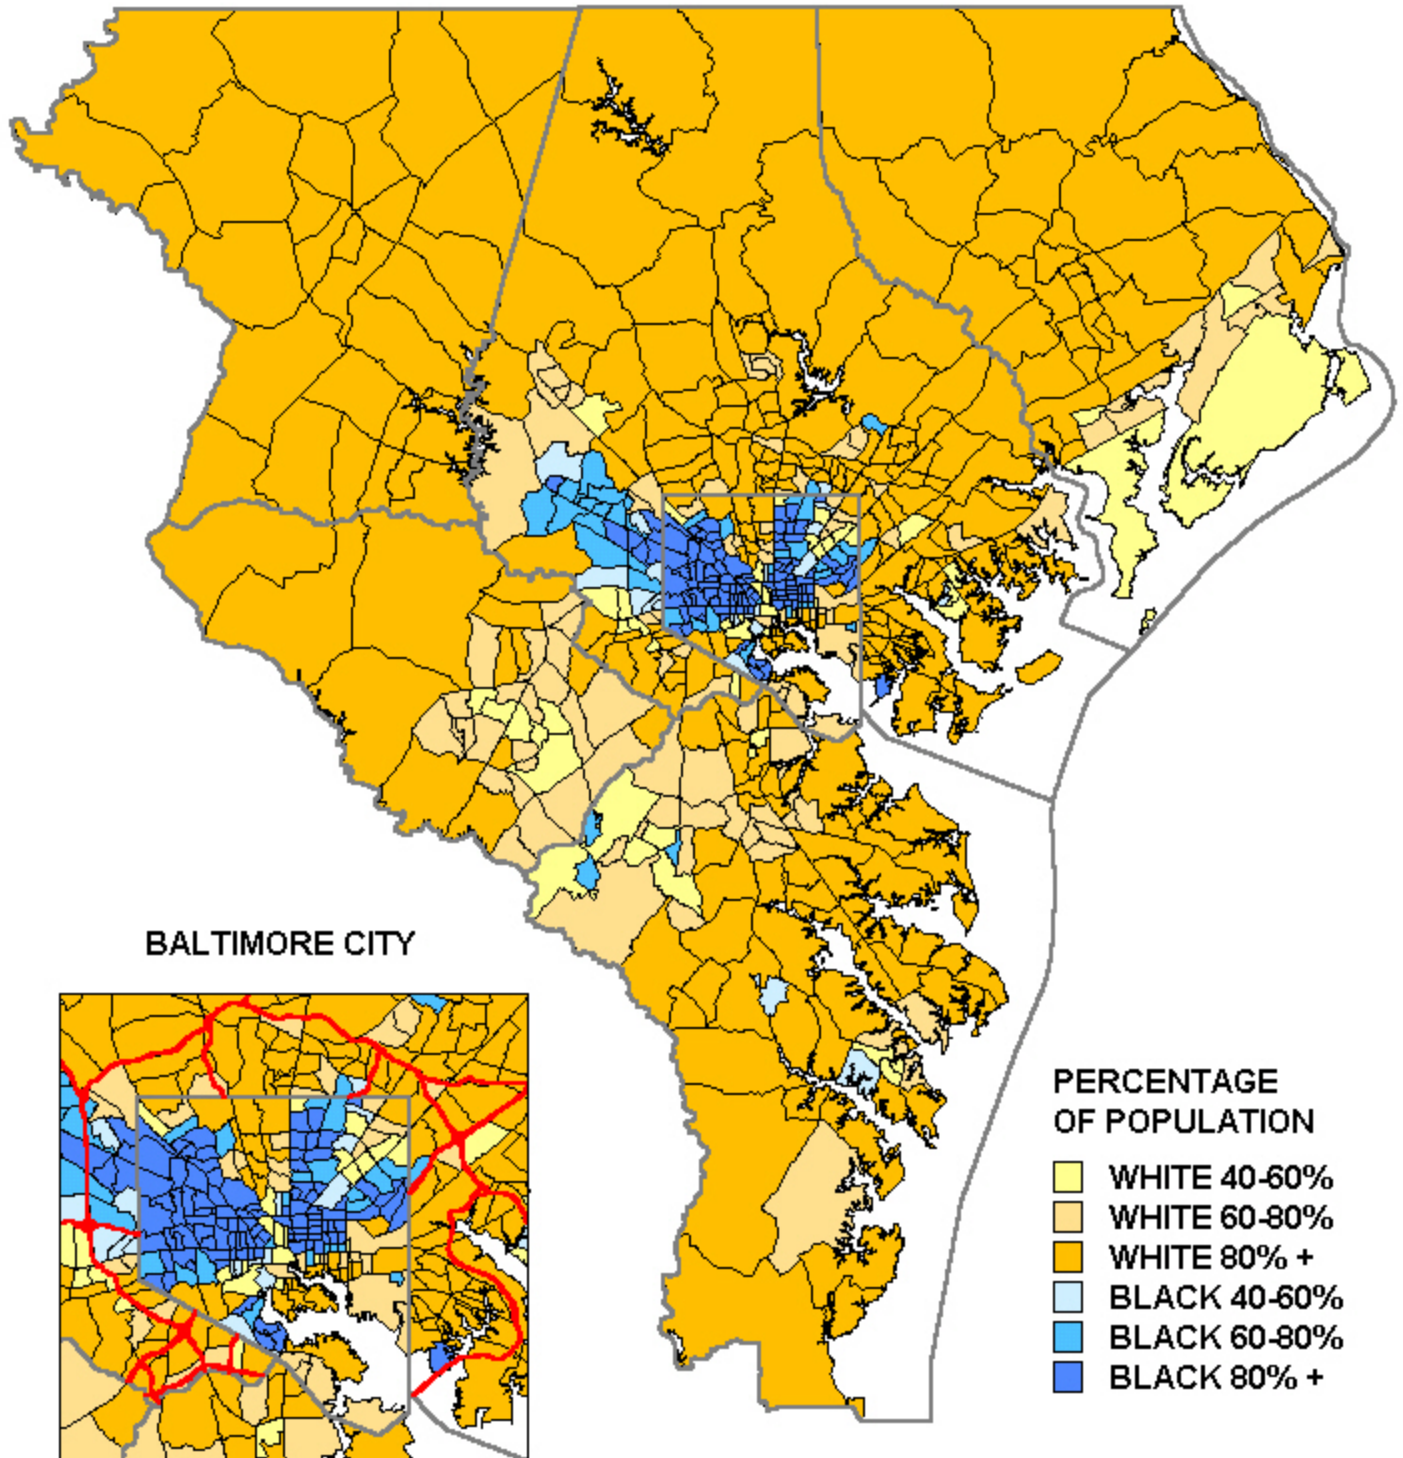 BALTIMORE CITY
PERCENTAGE
OF POPULATION
WHITE 40-60%
WHITE 60-80%
WHITE 80% +
BLACK 40-60%
BLACK 60-80%
BLACK 80% +